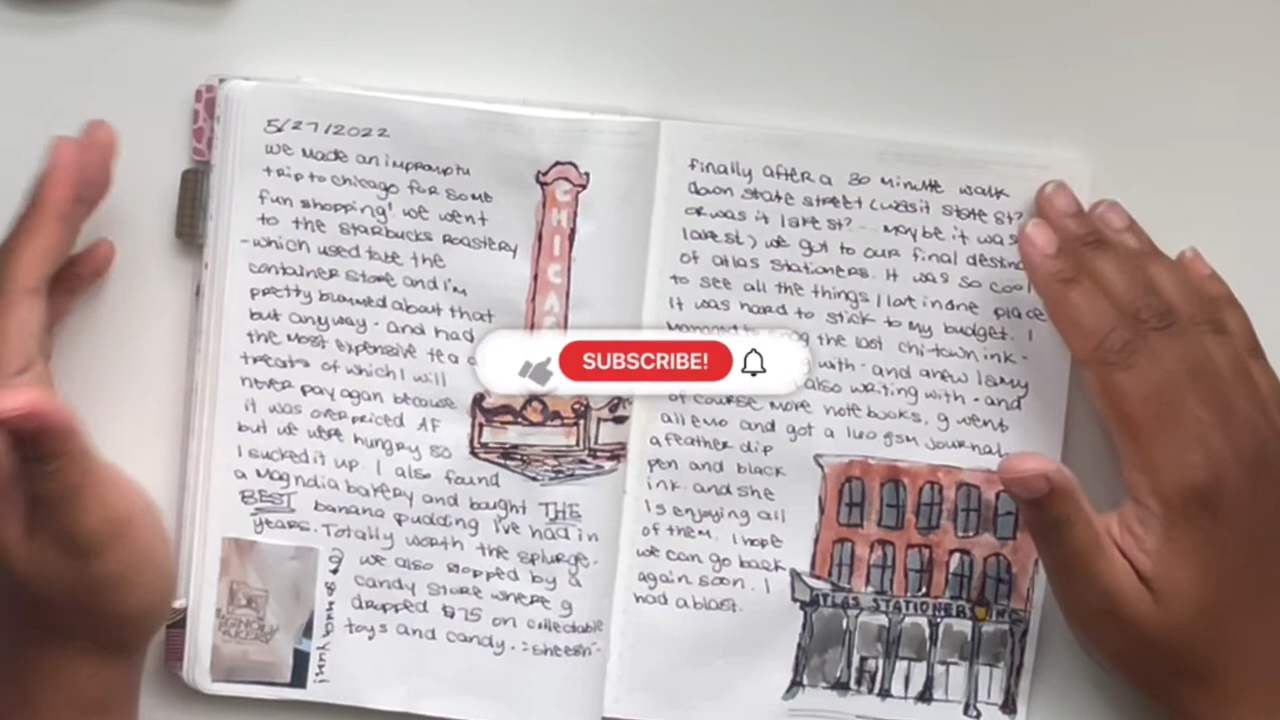 5/27/2022
we made an impromptu
trip to chicago for some
fun shopping! we went
to the starbucks roastery
-which used to be the
container store and i'm
pretty bummed about that
but anyway - and had
the most expensive tea
treats of which I will
never pay again because
it was overpriced AF
but we were hungry so
I sucked it up. I also found
a magnolia bakery and bought THE
BEST banana pudding I've had in
years. Totally worth the splurge.
we also stopped by a
candy store where g
dropped $75 on collectable
toys and candy. :sheesh:
so much yum!
MAGNOLIA
BAKERY
CHICAG
finally after a 30 minute walk
down state street (was it state st?
or was it lake st? maybe it was
lake st) we got to our final destin
of atlas stationers. It was so cool
to see all the things I love in one place
it was hard to stick to my budget. I
managed to the last chi-town ink-
with - and a new lamy
also writing with - and
of course more notebooks. g went
all emo and got a 160 gsm journal,
a feather dip
pen and black
ink. and she
is enjoying all
of them. I hope
we can go back
again soon. I
had a blast.
ATLAS STATIONERS INC
SUBSCRIBE!